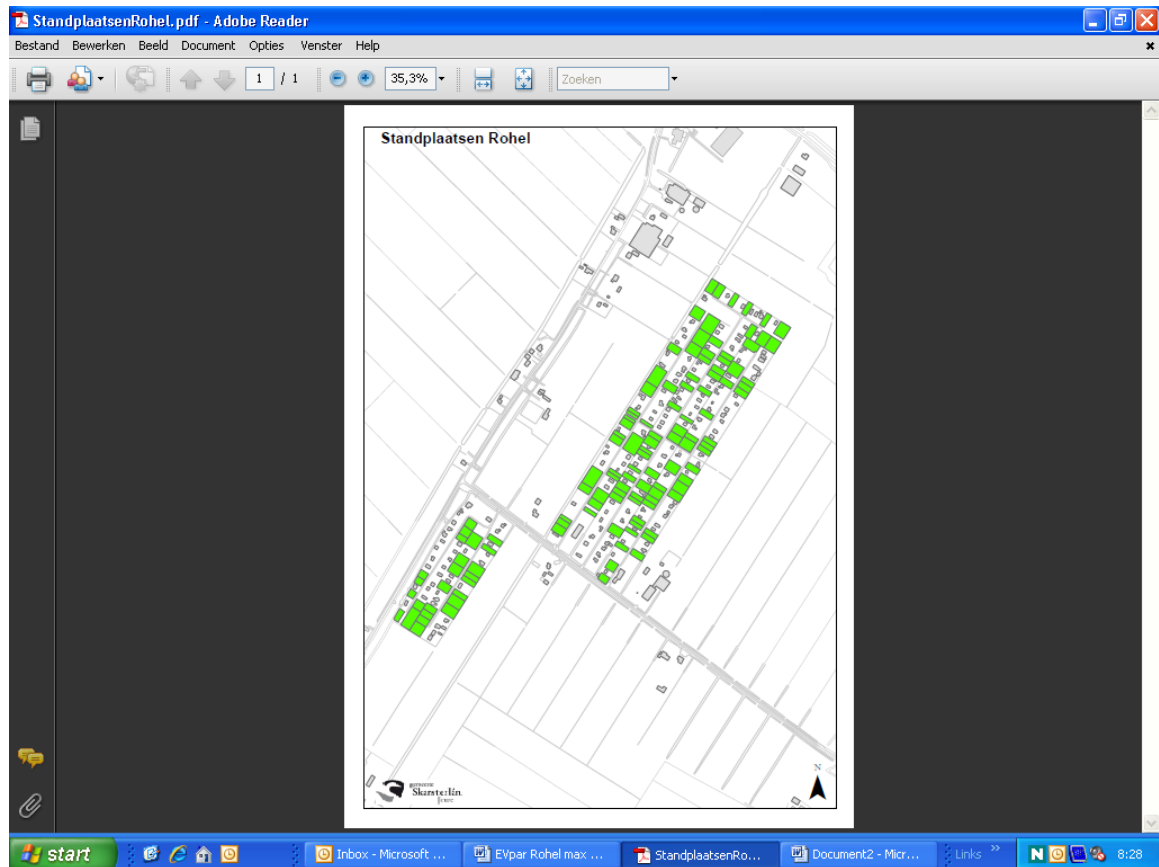 StandplaatsenRohel.pdf - Adobe Reader
Bestand Bewerken Beeld Document Opties Venster Help
1 / 1 35,3% Zoeken
Standplaatsen Rohel
N
gemeente
Skarsterlân
start Inbox - Microsoft ... EVpar Rohel max ... StandplaatsenRo... Document2 - Micr... Links » N 8:28